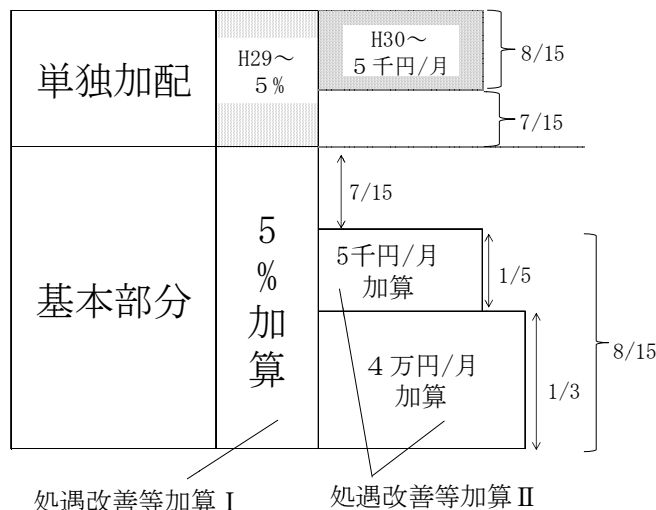 単独加配
H29～
5%
H30～
5千円/月
8/15
7/15
基本部分
5%加算
7/15
5千円/月
加算
1/5
4万円/月
加算
1/3
8/15
処遇改善等加算Ⅰ
処遇改善等加算Ⅱ